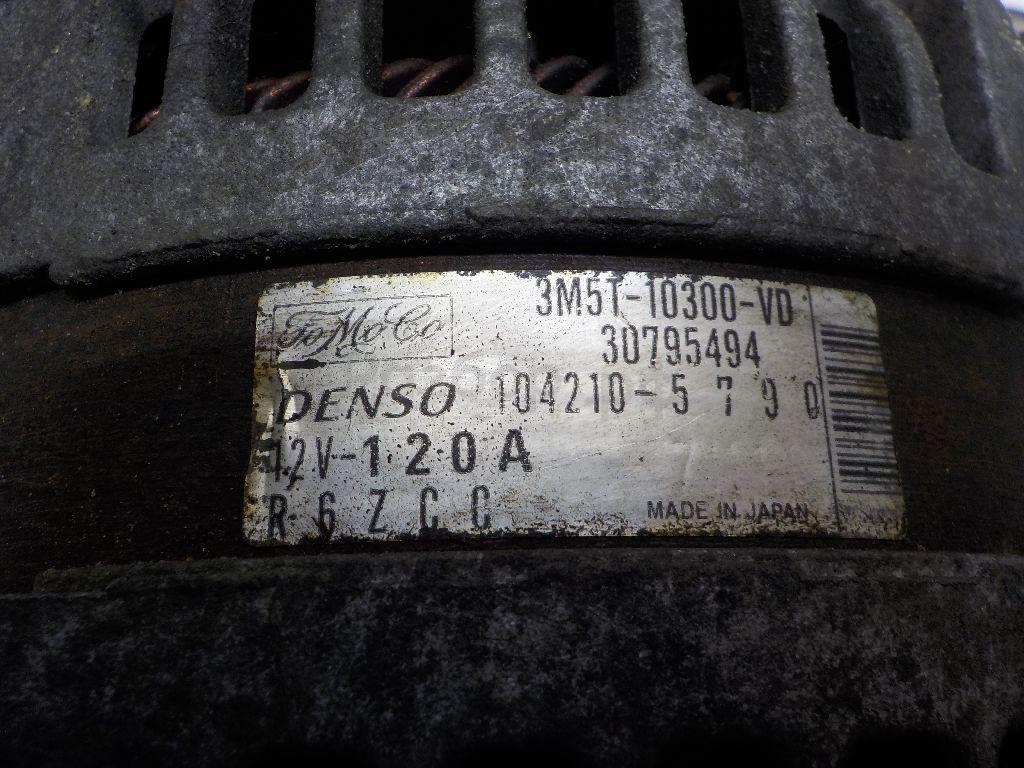 FoMoCo 3M5T-10300-VD
30795494
DENSO 104210-5790
12V-120A
R6ZCC
MADE IN JAPAN